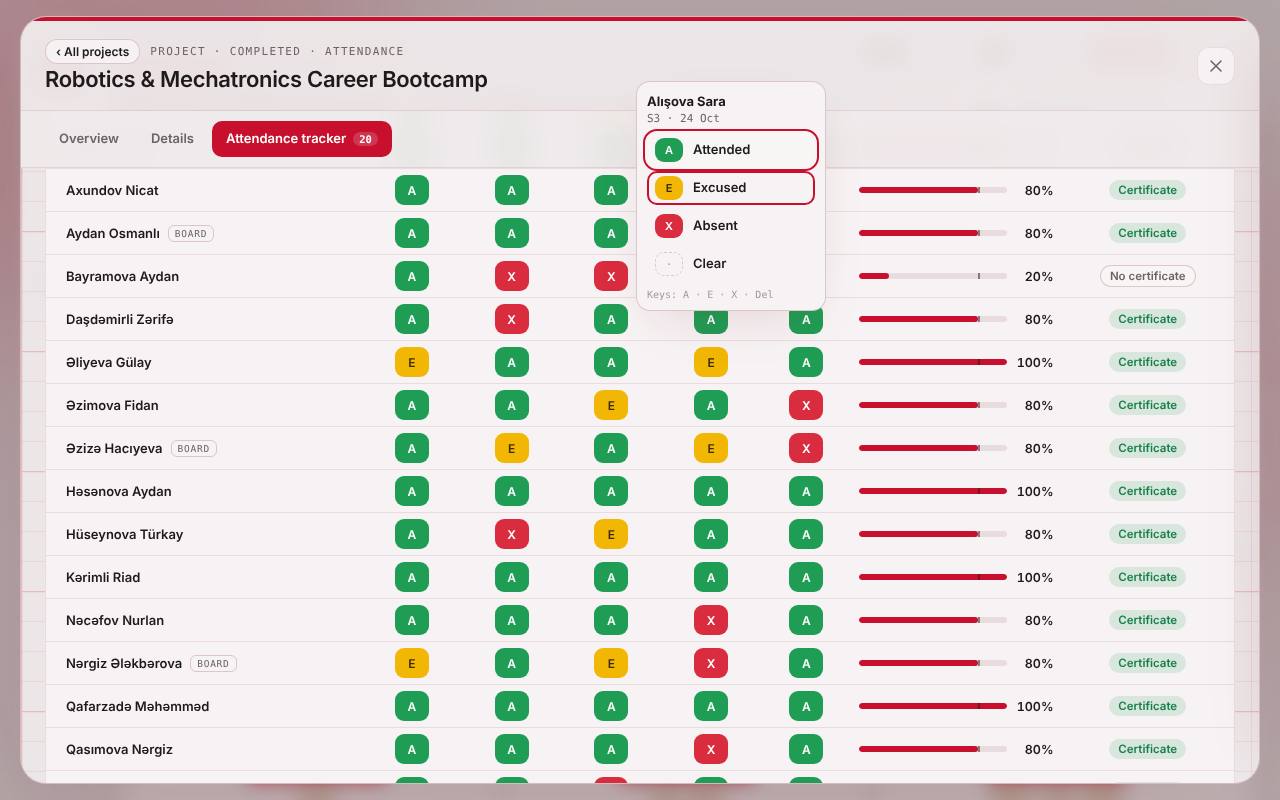 ‹ All projects PROJECT · COMPLETED · ATTENDANCE
Robotics & Mechatronics Career Bootcamp
Overview Details Attendance tracker 20
Alışova Sara
S3 · 24 Oct
A Attended
E Excused
X Absent
· Clear
Keys: A · E · X · Del
Axundov Nicat A A A 80% Certificate
Aydan Osmanlı BOARD A A A 80% Certificate
Bayramova Aydan A X X 20% No certificate
Daşdəmirli Zərifə A X A A A 80% Certificate
Əliyeva Gülay E A A E A 100% Certificate
Əzimova Fidan A A E A X 80% Certificate
Əzizə Hacıyeva BOARD A E A E X 80% Certificate
Həsənova Aydan A A A A A 100% Certificate
Hüseynova Türkay A X E A A 80% Certificate
Kərimli Riad A A A A A 100% Certificate
Nəcəfov Nurlan A A A X A 80% Certificate
Nərgiz Ələkbərova BOARD E A E X A 80% Certificate
Qafarzadə Məhəmməd A A A A A 100% Certificate
Qasımova Nərgiz A A A X A 80% Certificate